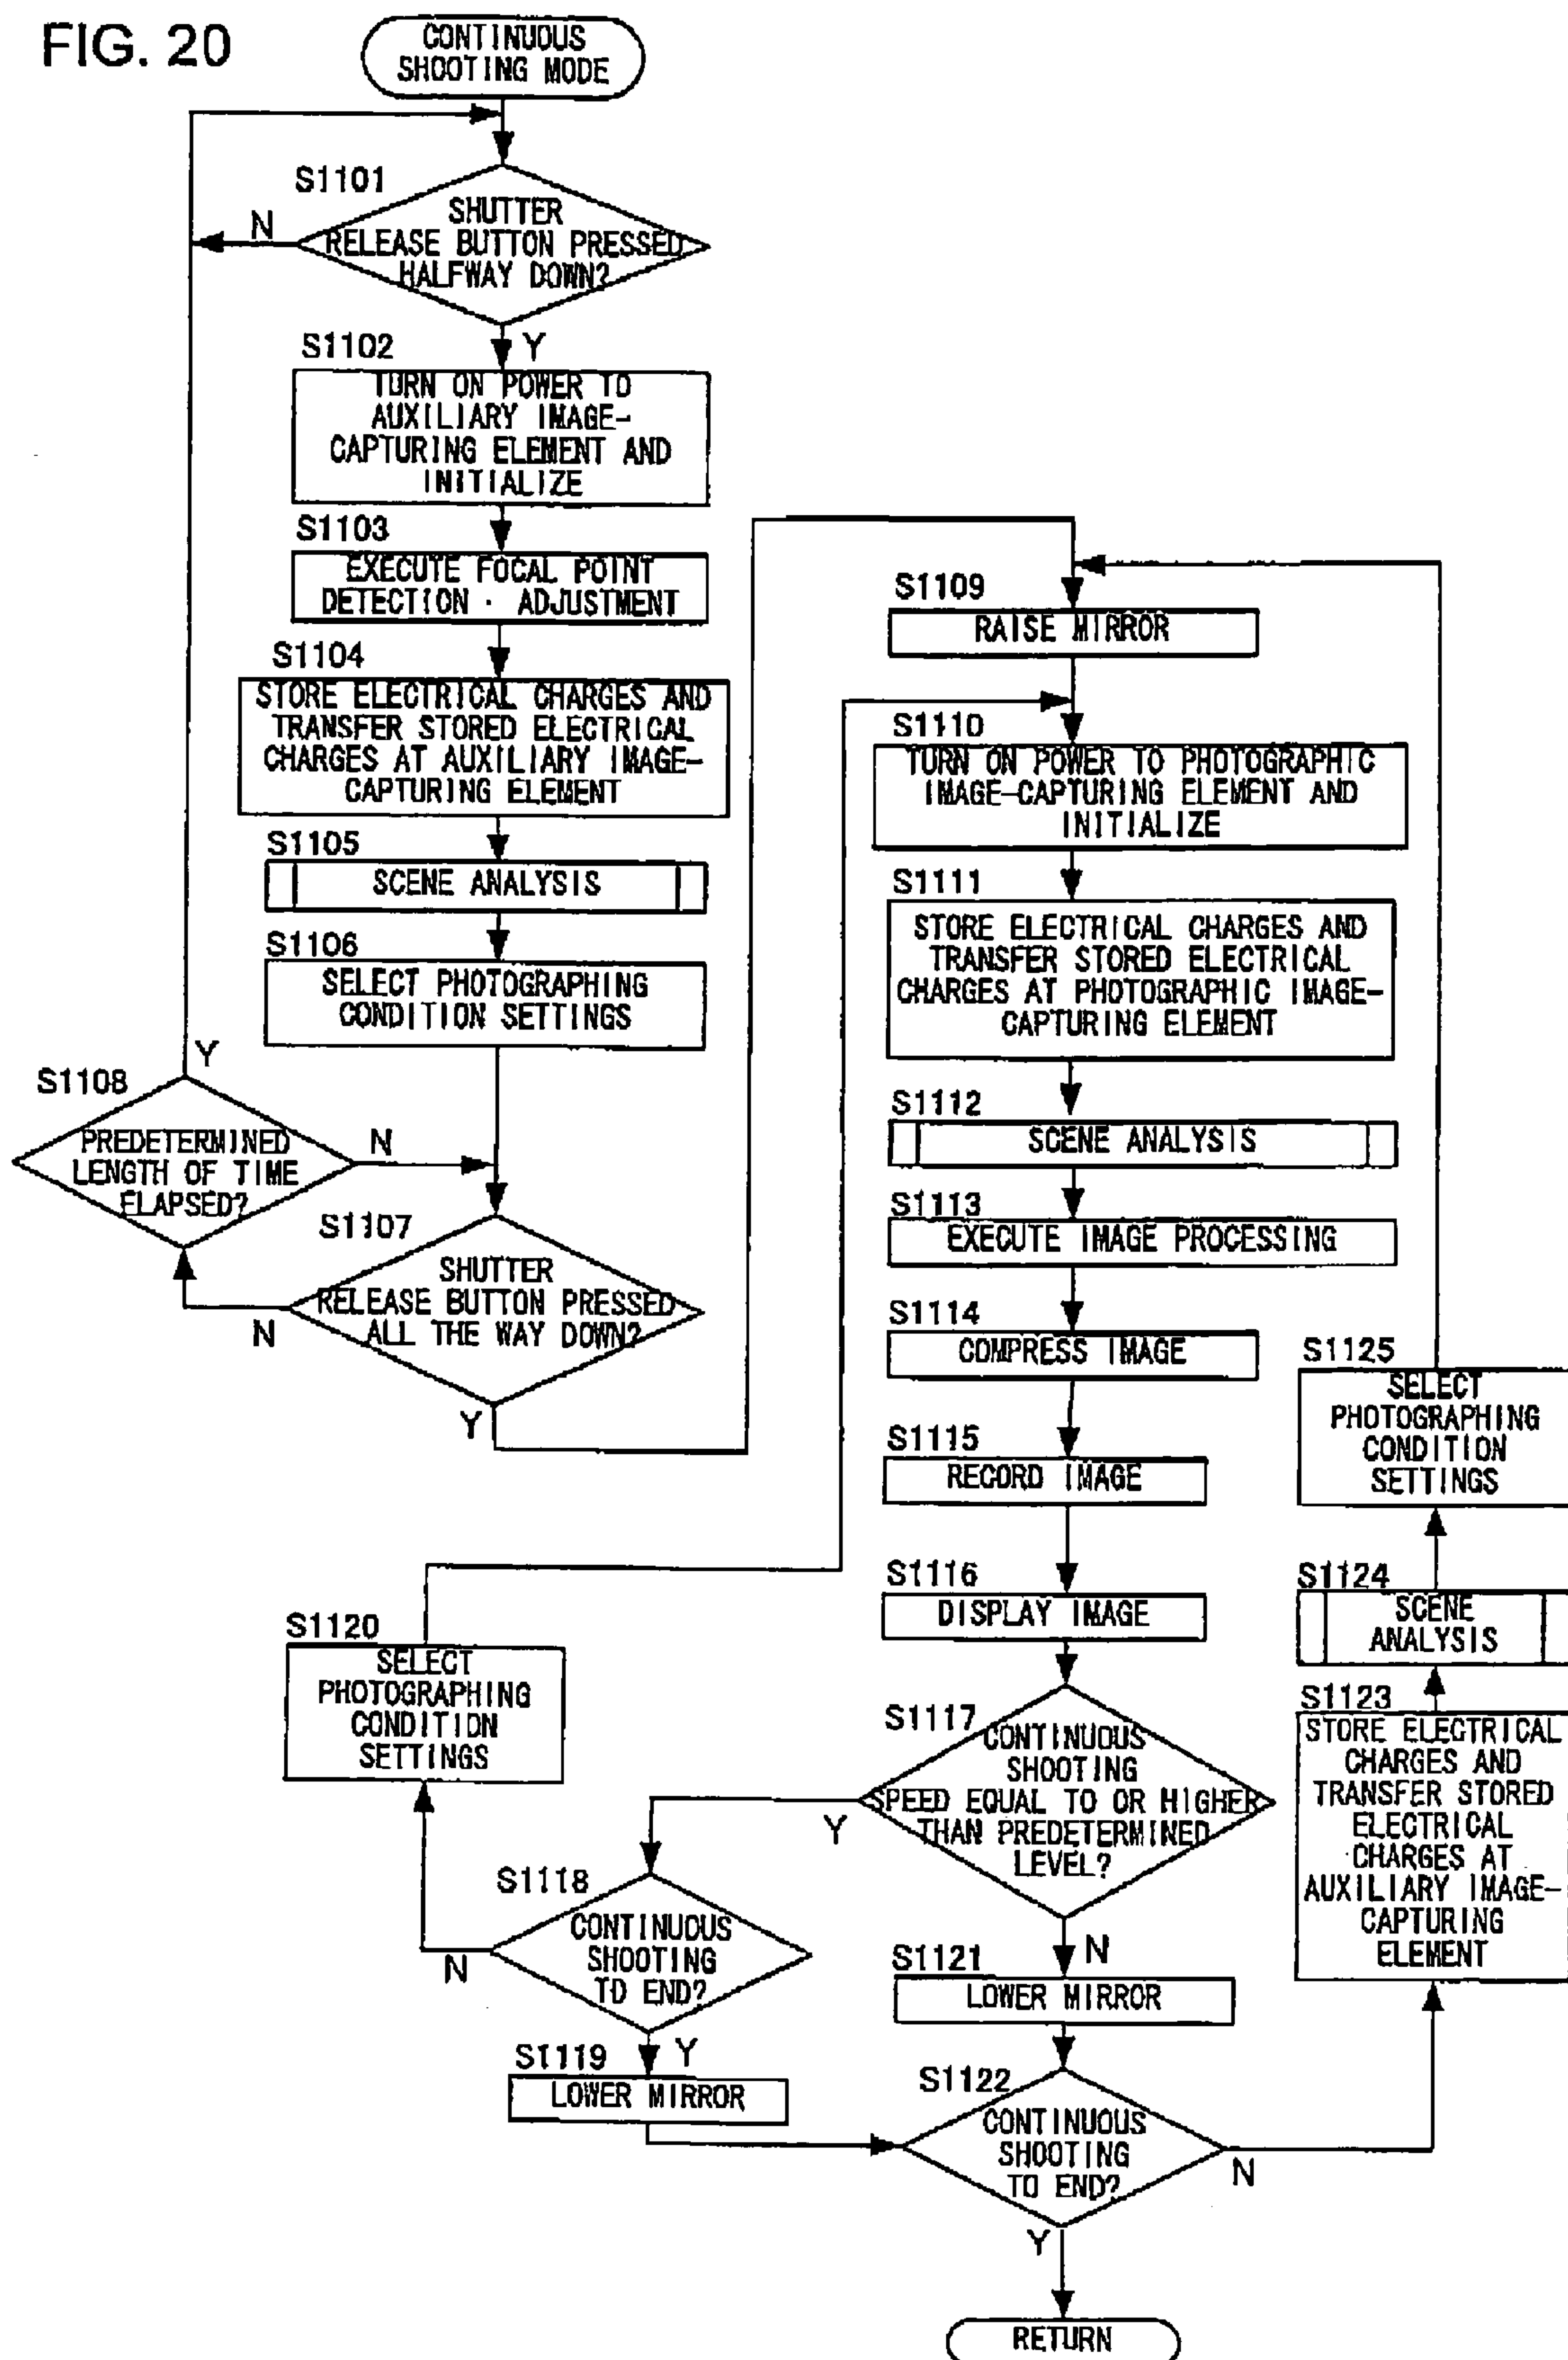 FIG. 20
CONTINUOUS
SHOOTING MODE
S1101
SHUTTER
RELEASE BUTTON PRESSED
HALFWAY DOWN?
N
Y
S1102
TURN ON POWER TO
AUXILIARY IMAGE-
CAPTURING ELEMENT AND
INITIALIZE
S1103
EXECUTE FOCAL POINT
DETECTION · ADJUSTMENT
S1104
STORE ELECTRICAL CHARGES AND
TRANSFER STORED ELECTRICAL
CHARGES AT AUXILIARY IMAGE-
CAPTURING ELEMENT
S1105
SCENE ANALYSIS
S1106
SELECT PHOTOGRAPHING
CONDITION SETTINGS
Y
S1108
PREDETERMINED
LENGTH OF TIME
ELAPSED?
N
S1107
SHUTTER
RELEASE BUTTON PRESSED
ALL THE WAY DOWN?
N
Y
S1109
RAISE MIRROR
S1110
TURN ON POWER TO PHOTOGRAPHIC
IMAGE-CAPTURING ELEMENT AND
INITIALIZE
S1111
STORE ELECTRICAL CHARGES AND
TRANSFER STORED ELECTRICAL
CHARGES AT PHOTOGRAPHIC IMAGE-
CAPTURING ELEMENT
S1112
SCENE ANALYSIS
S1113
EXECUTE IMAGE PROCESSING
S1114
COMPRESS IMAGE
S1115
RECORD IMAGE
S1116
DISPLAY IMAGE
S1117
CONTINUOUS
SHOOTING
SPEED EQUAL TO OR HIGHER
THAN PREDETERMINED
LEVEL?
Y
N
S1118
CONTINUOUS
SHOOTING
TO END?
N
Y
S1119
LOWER MIRROR
S1120
SELECT
PHOTOGRAPHING
CONDITION
SETTINGS
S1121
LOWER MIRROR
S1122
CONTINUOUS
SHOOTING
TO END?
N
Y
S1123
STORE ELECTRICAL
CHARGES AND
TRANSFER STORED
ELECTRICAL
CHARGES AT
AUXILIARY IMAGE-
CAPTURING
ELEMENT
S1124
SCENE
ANALYSIS
S1125
SELECT
PHOTOGRAPHING
CONDITION
SETTINGS
RETURN